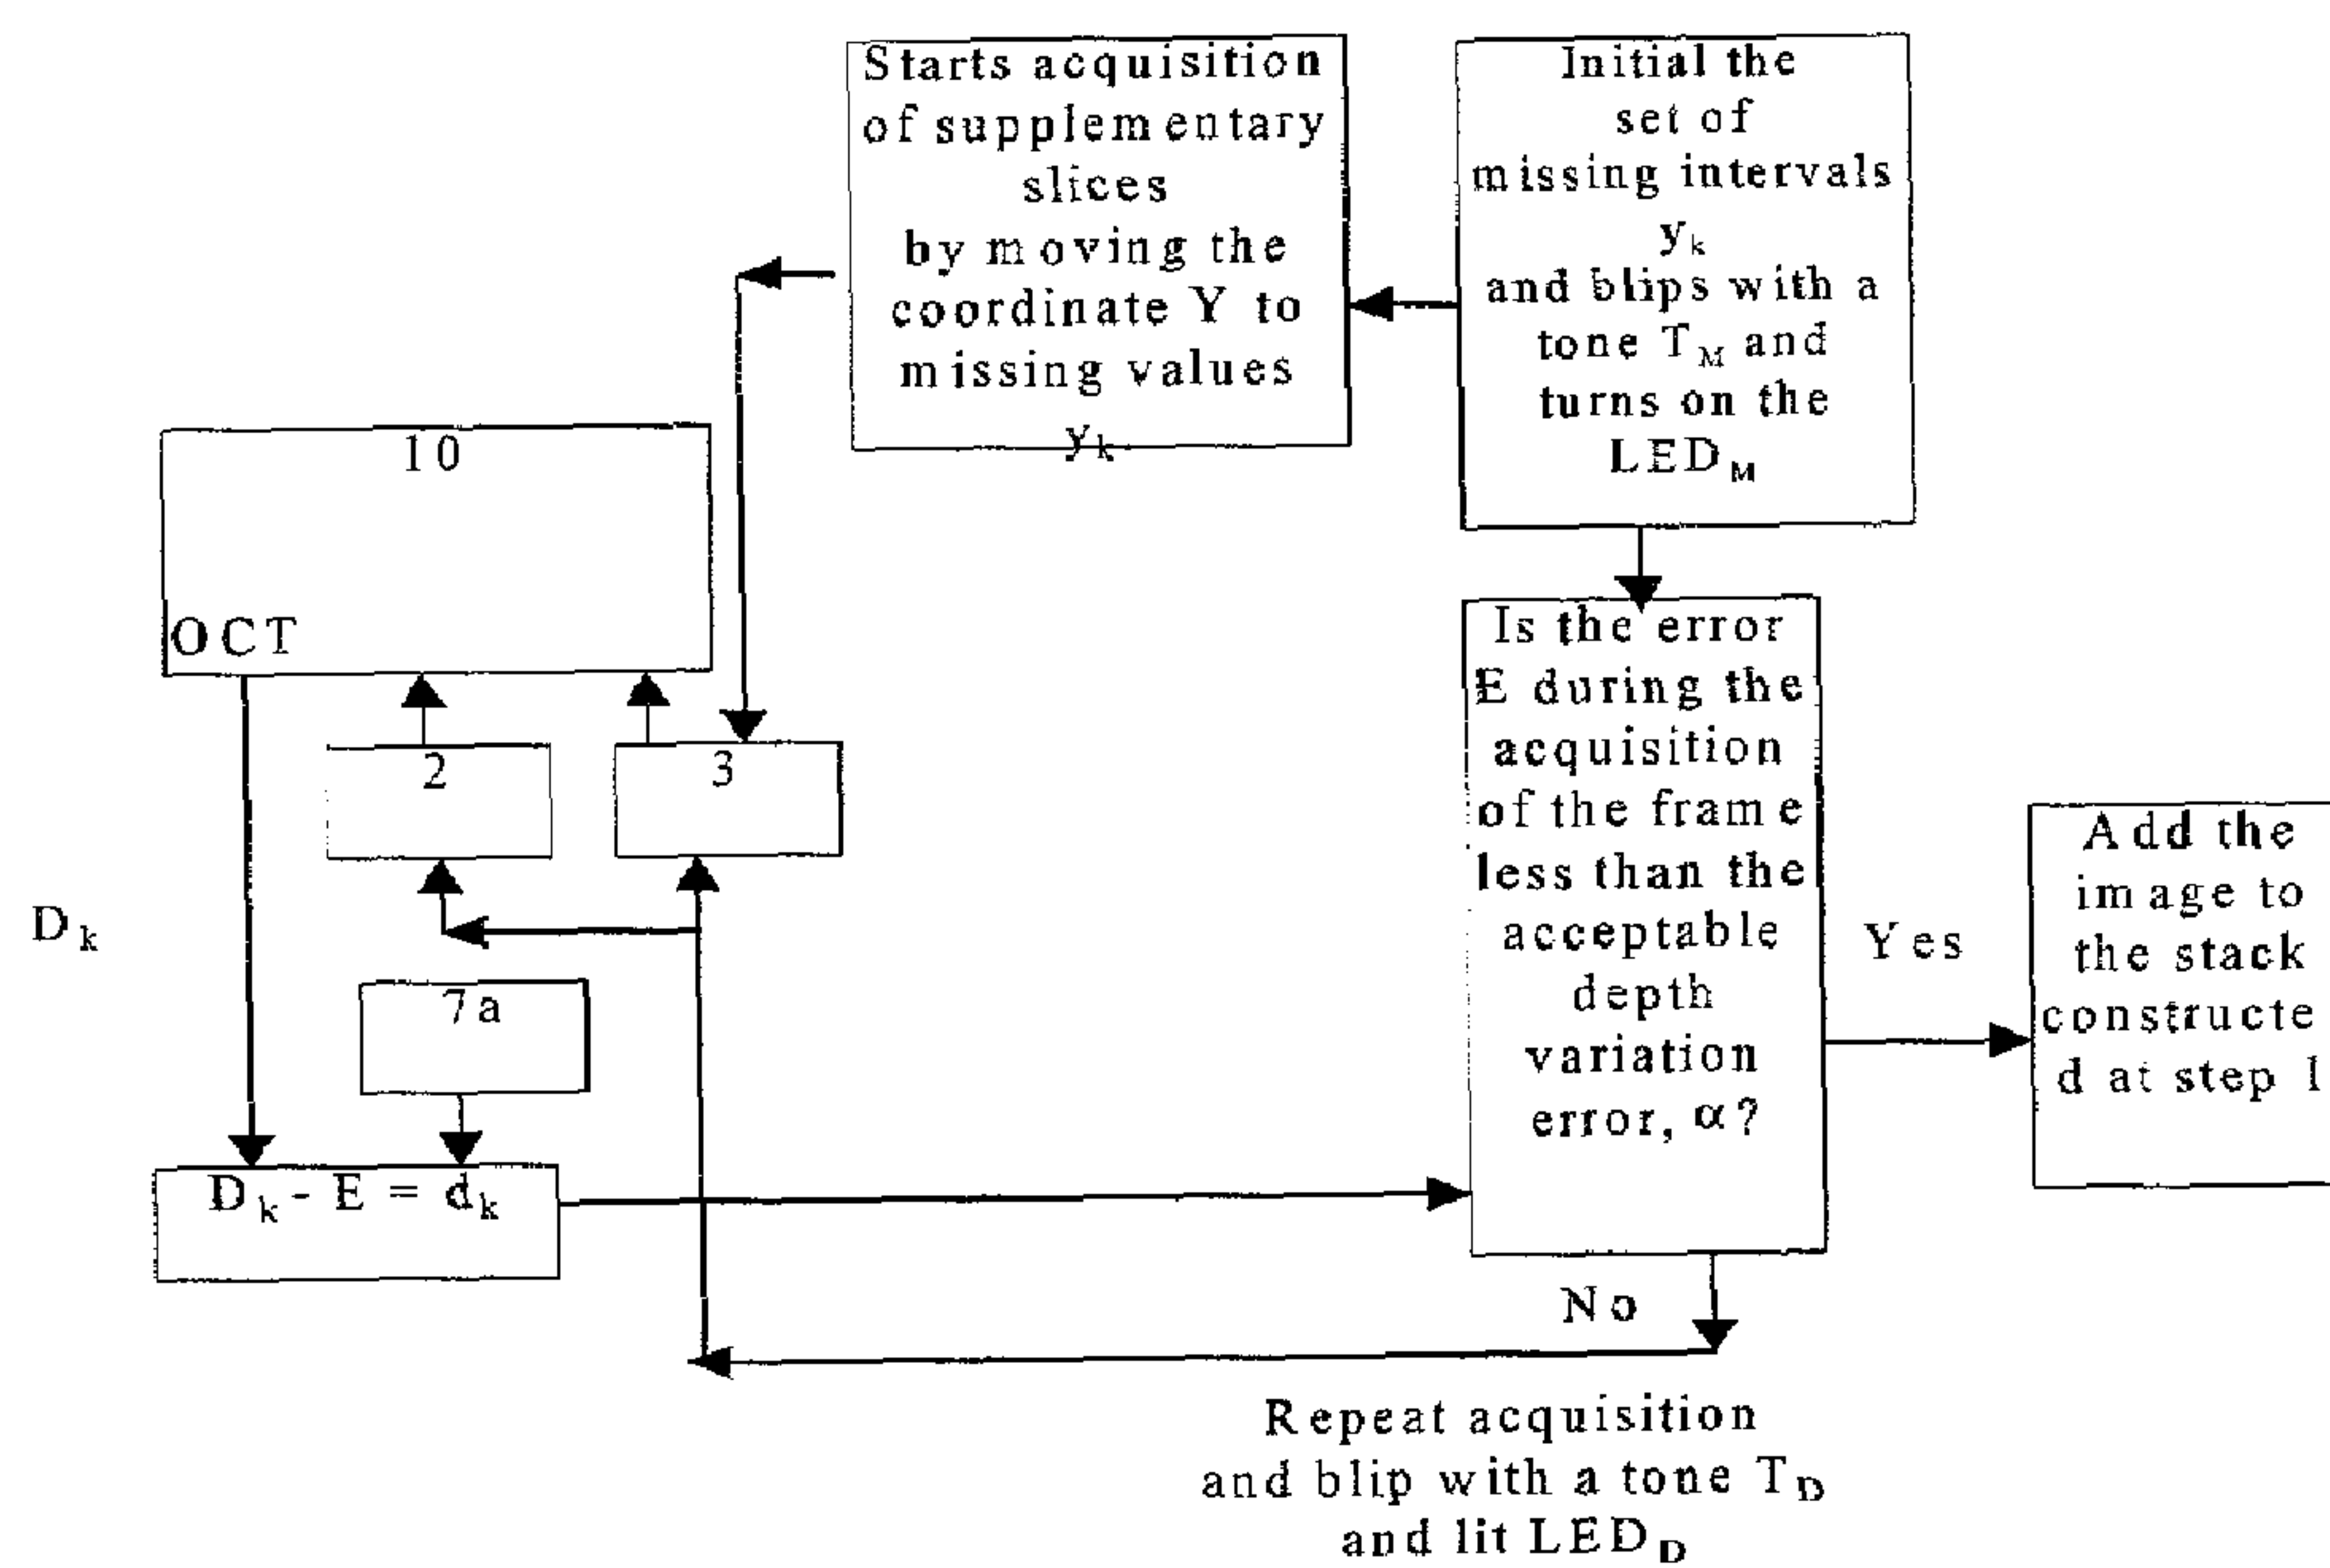 Starts acquisition
of supplementary
slices
by moving the
coordinate Y to
missing values
yk
Initial the
set of
missing intervals
yk
and blips with a
tone TM and
turns on the
LEDM
10
OCT
2
3
Dk
7a
Dk - E = dk
Is the error
E during the
acquisition
of the frame
less than the
acceptable
depth
variation
error, α?
Yes
Add the
image to
the stack
constructe
d at step 1
No
Repeat acquisition
and blip with a tone TD
and lit LEDD